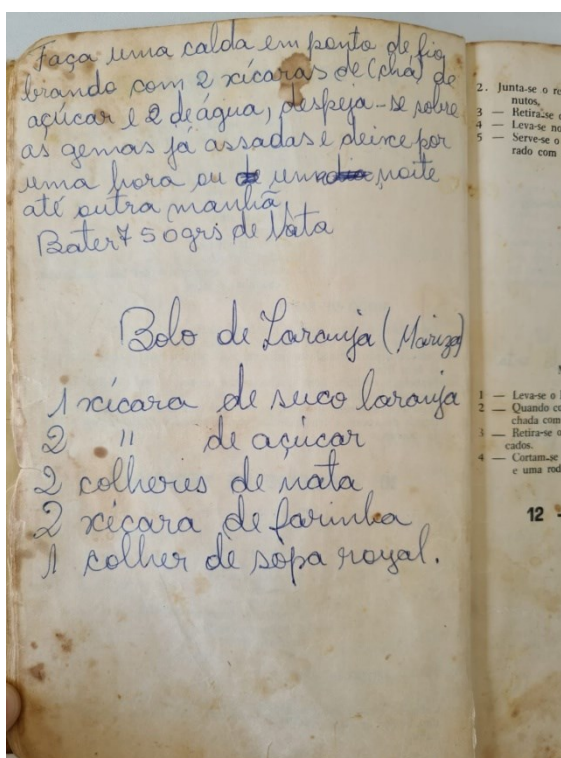 Faça uma calda em ponto de fio
brando com 2 xícaras de (chá) de
açúcar e 2 de água, despeja-se sobre
as gemas já assadas e deixe por
uma hora ou uma noite
até outra manhã.
Bater 750grs de Nata
Bolo de Laranja (Mariza)
1 xícara de suco laranja
2 " de açúcar
2 colheres de nata
2 xícara de farinha
1 colher de sopa royal.
2. Junta-se o
nutos,
3 — Retira-se
4 — Leva-se no
5 — Serve-se o
rado com
1 — Leva-se o
2 — Quando
chada com
3 — Retira-se o
cados.
4 — Cortam-se
e uma
12 -